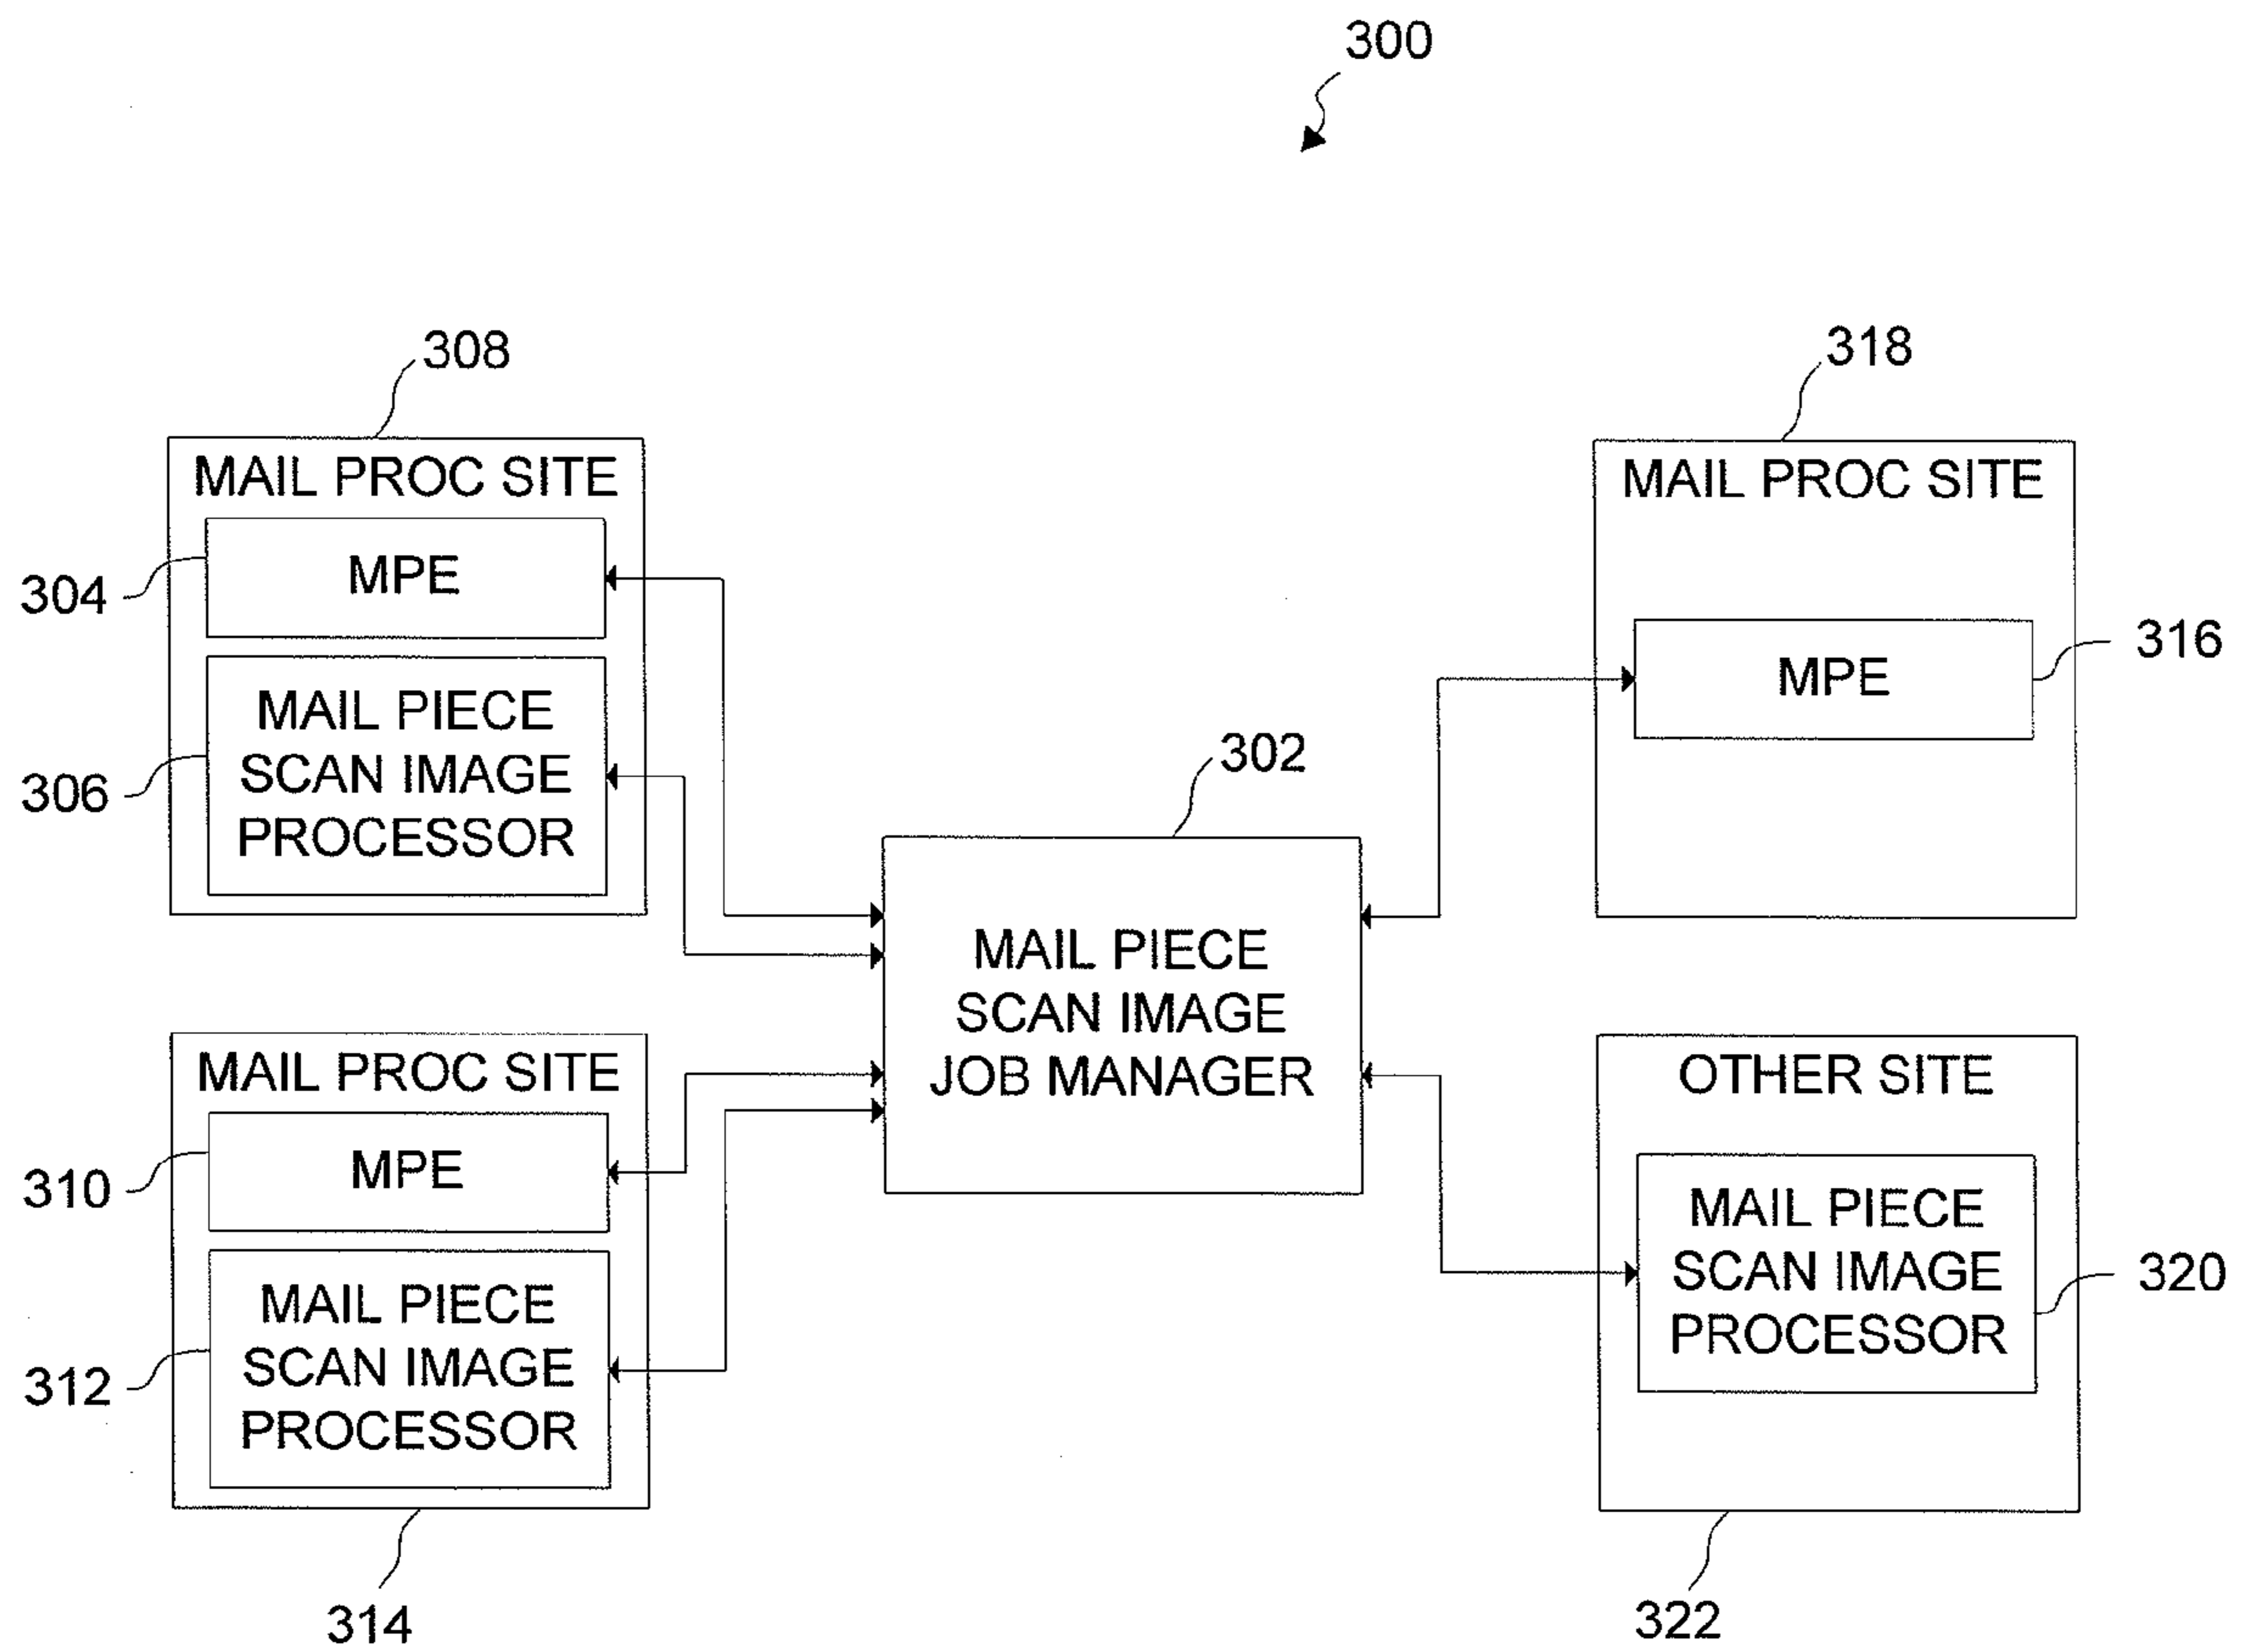 300
308
MAIL PROC SITE
304
MPE
306
MAIL PIECE
SCAN IMAGE
PROCESSOR
MAIL PROC SITE
310
MPE
312
MAIL PIECE
SCAN IMAGE
PROCESSOR
314
302
MAIL PIECE
SCAN IMAGE
JOB MANAGER
318
MAIL PROC SITE
MPE
316
OTHER SITE
MAIL PIECE
SCAN IMAGE
PROCESSOR
320
322